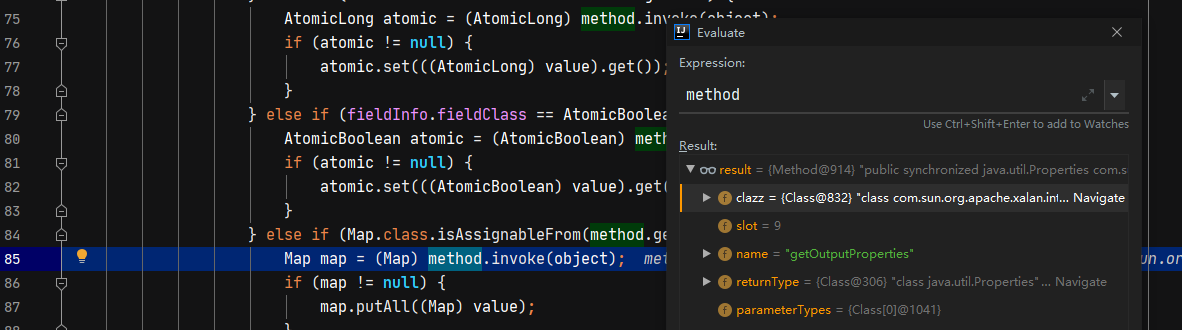 75 AtomicLong atomic = (AtomicLong) method.invoke(object);
76 if (atomic != null) {
77 atomic.set(((AtomicLong) value).get());
78 }
79 } else if (fieldInfo.fieldClass == AtomicBoolea
80 AtomicBoolean atomic = (AtomicBoolean) meth
81 if (atomic != null) {
82 atomic.set(((AtomicBoolean) value).get(
83 }
84 } else if (Map.class.isAssignableFrom(method.ge
85 Map map = (Map) method.invoke(object); met
86 if (map != null) {
87 map.putAll((Map) value);
88 }
Evaluate
Expression:
method
Use Ctrl+Shift+Enter to add to Watches
Result:
result = {Method@914} "public synchronized java.util.Properties com.s
clazz = {Class@832} "class com.sun.org.apache.xalan.int... Navigate
slot = 9
name = "getOutputProperties"
returnType = {Class@306} "class java.util.Properties" ... Navigate
parameterTypes = {Class[0]@1041}
un.or